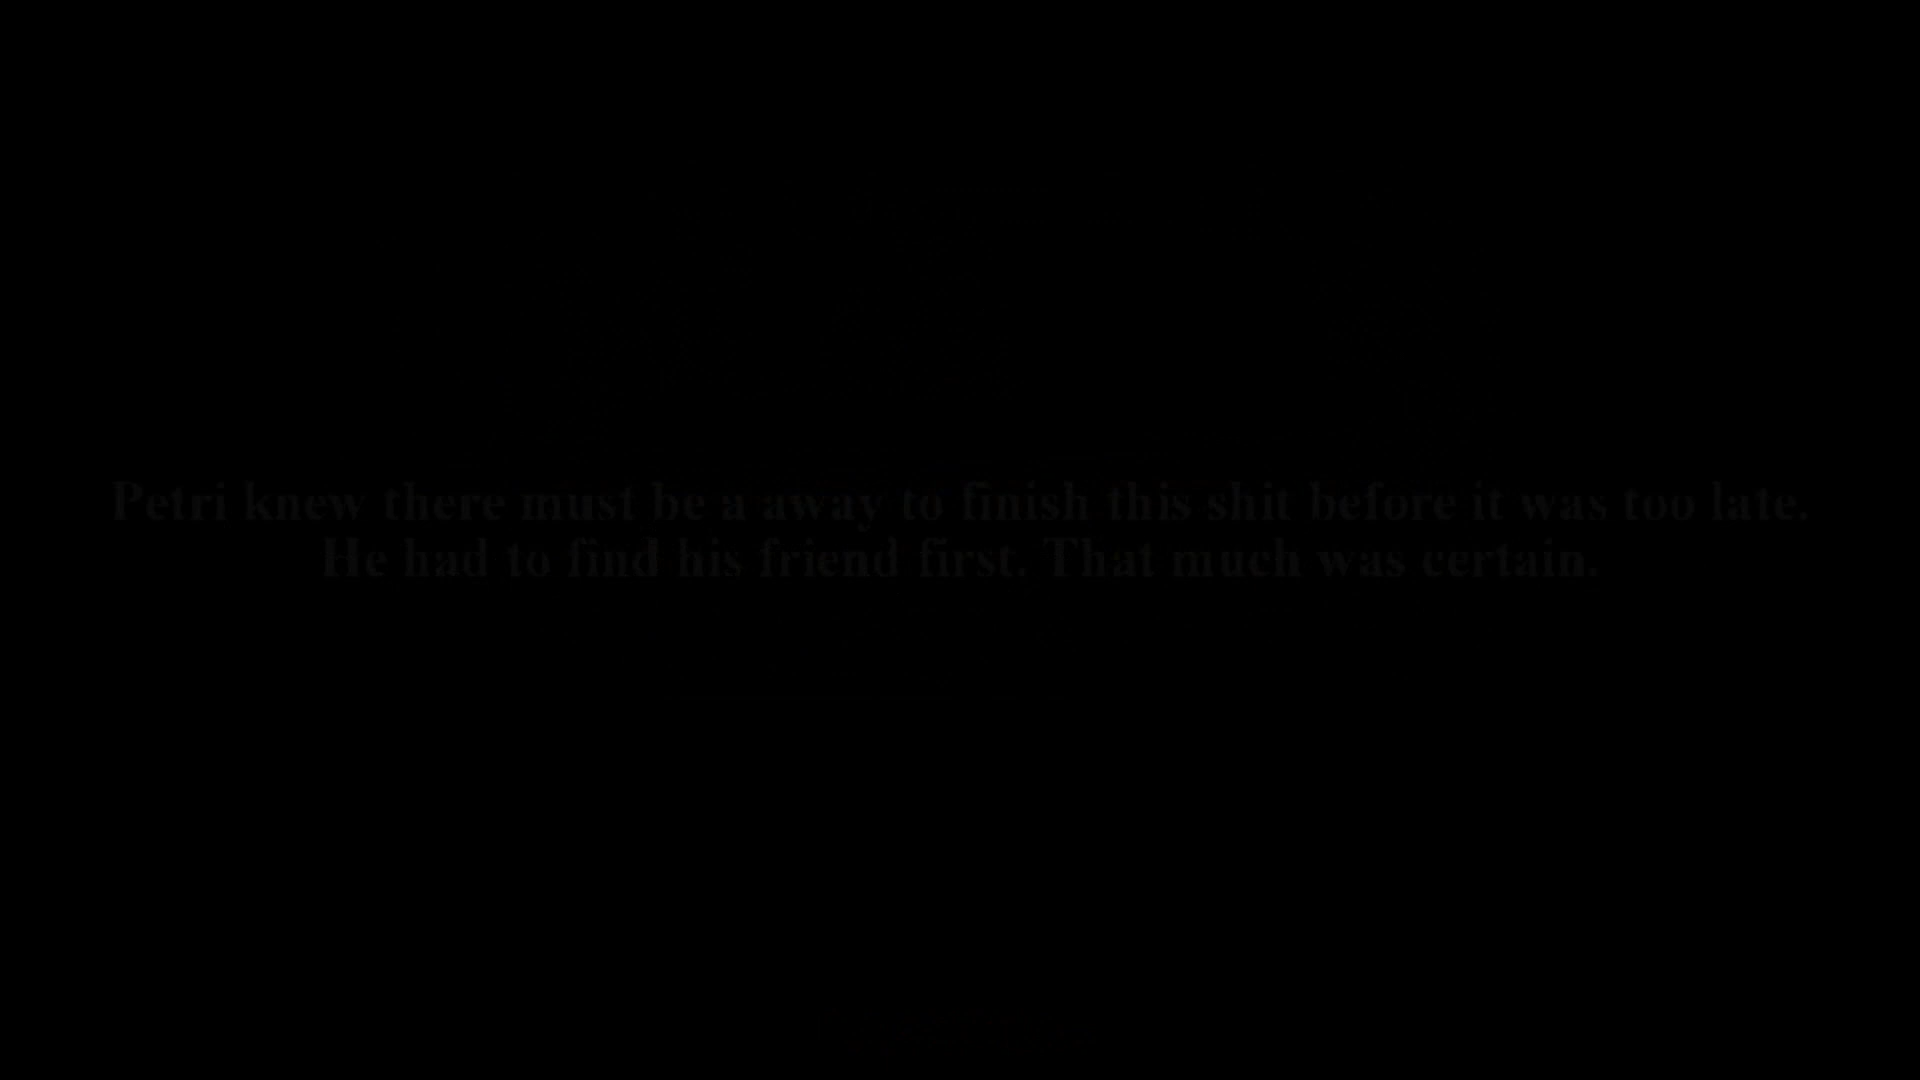 Petri knew there must be a away to finish this shit before it was too late.
He had to find his friend first. That much was certain.